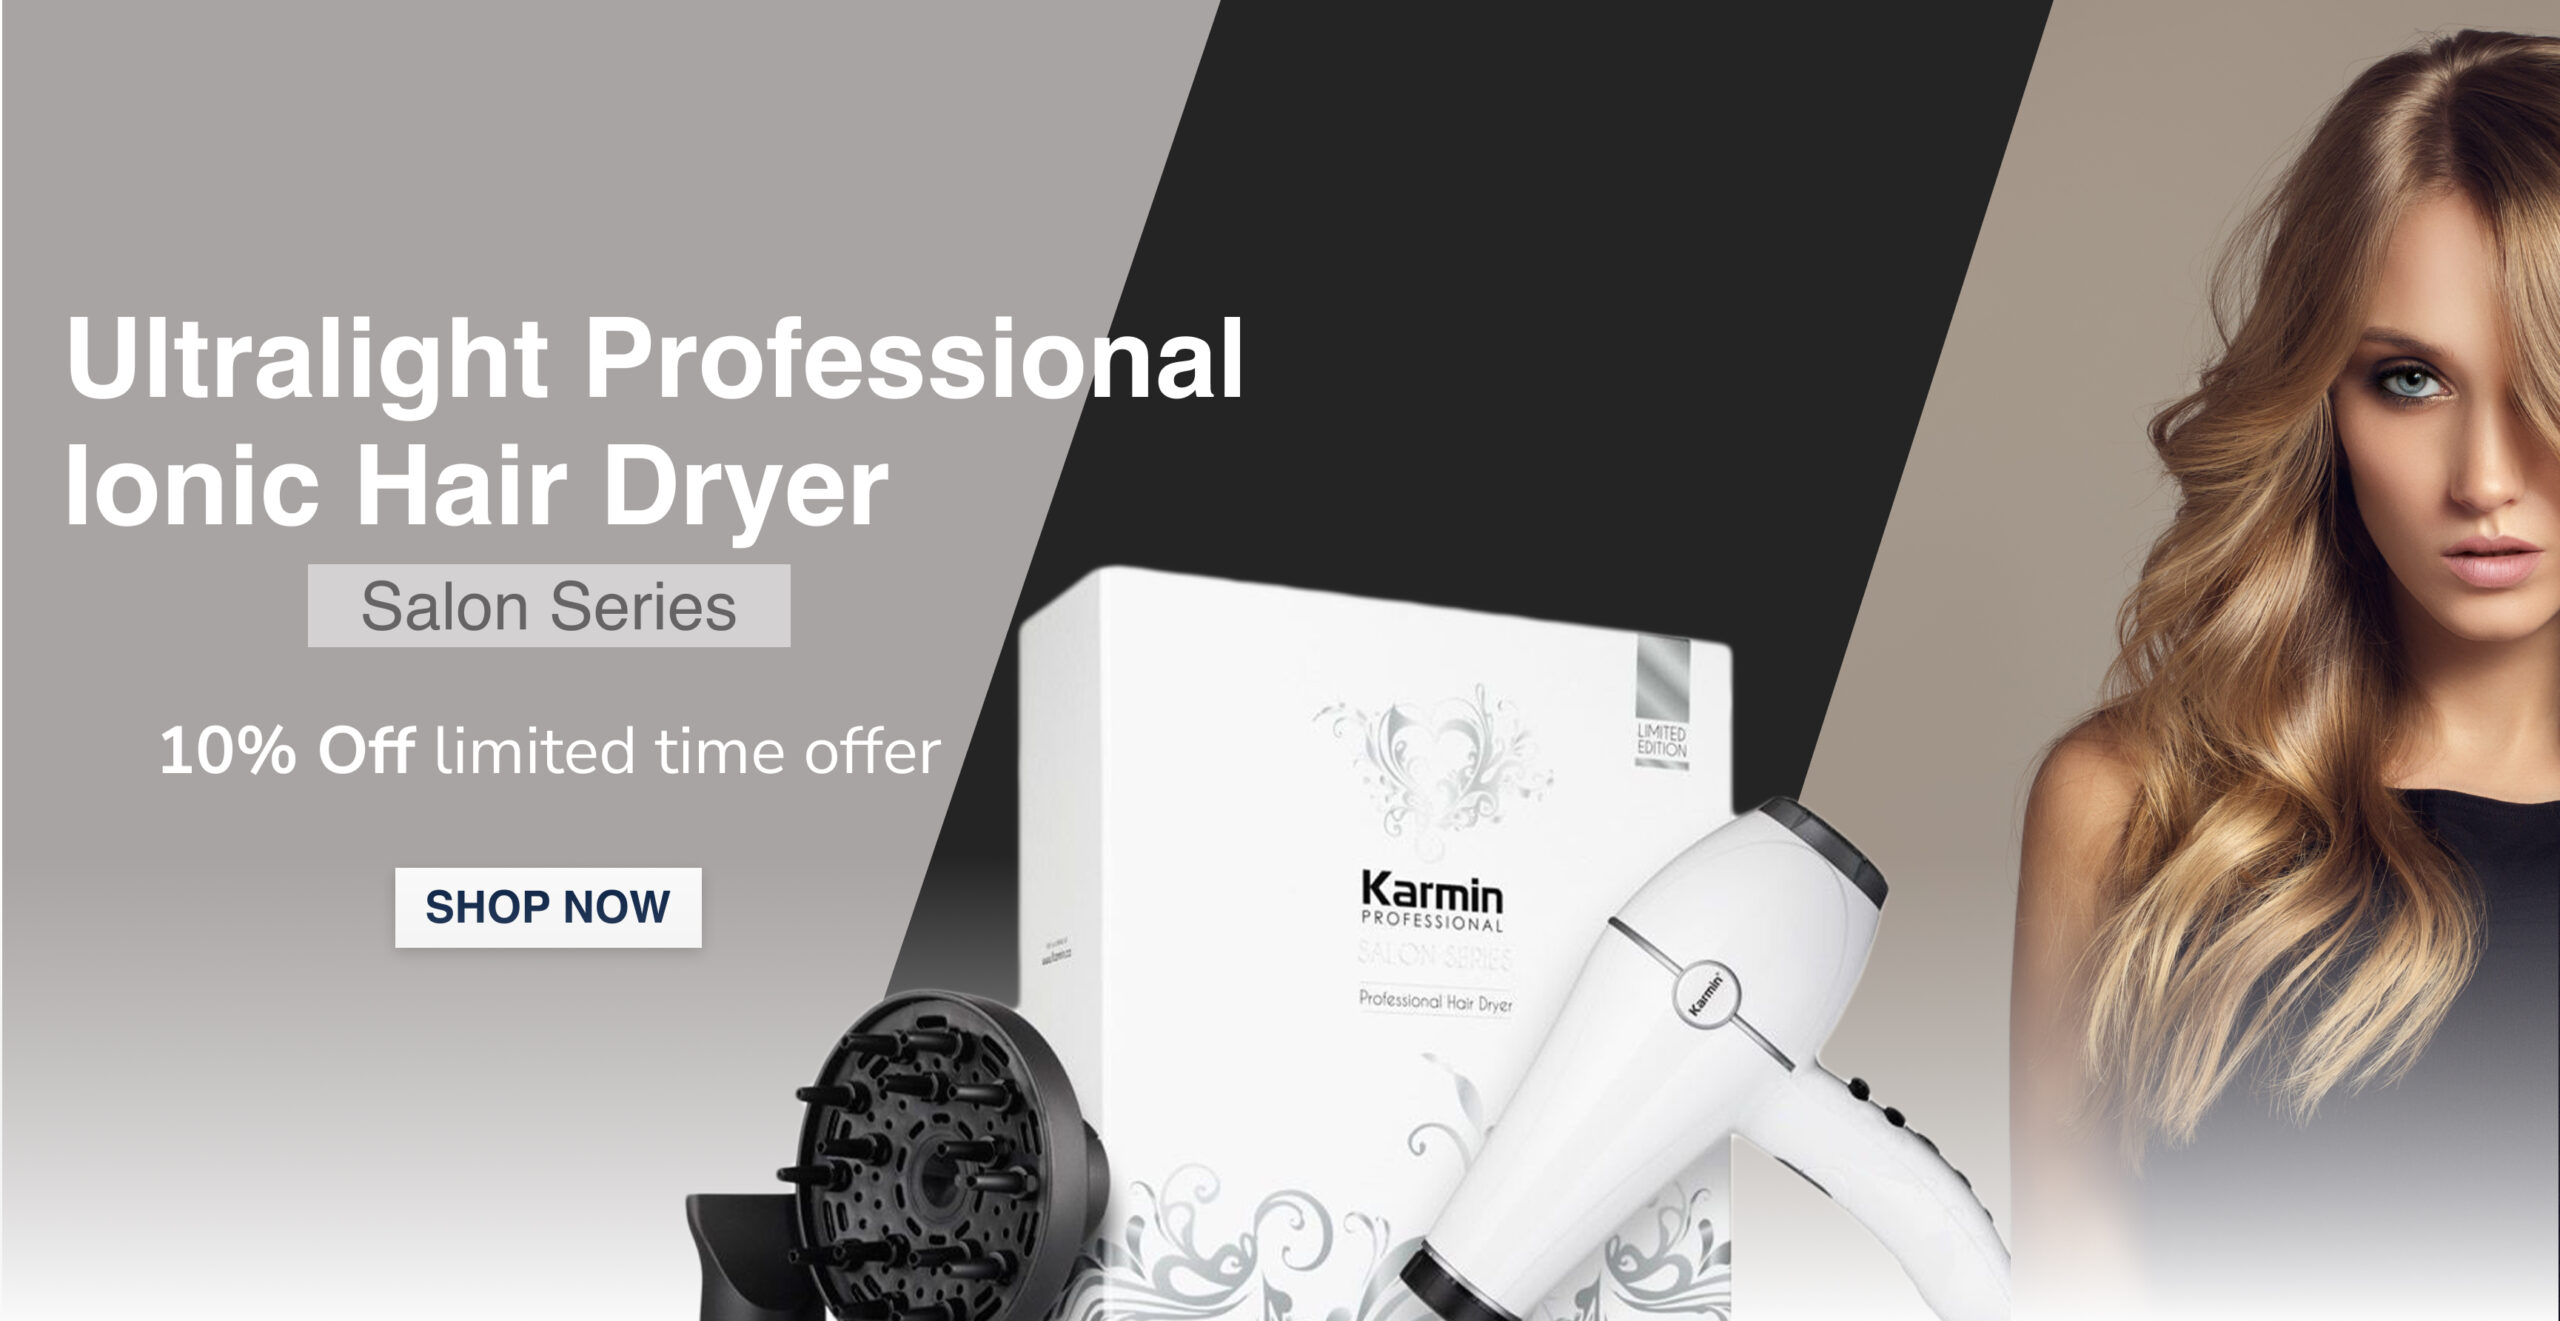 Ultralight Professional
Ionic Hair Dryer
Salon Series
10% Off limited time offer
SHOP NOW
LIMITED
EDITION
Karmin
PROFESSIONAL
SALON SERIES
Professional Hair Dryer
Karmin